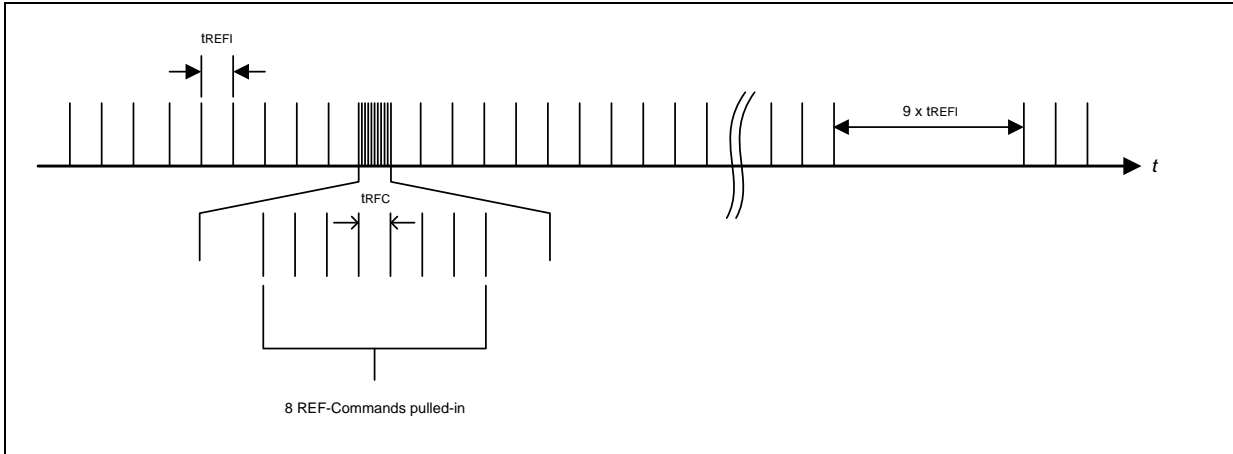 tREFI
9 x tREFI
t
tRFC
8 REF-Commands pulled-in